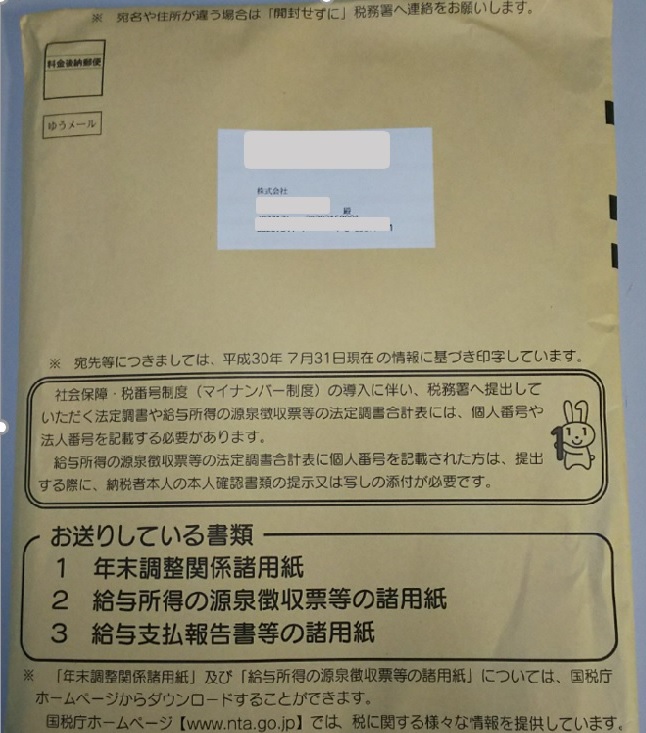 ※ 宛名や住所が違う場合は「開封せずに」税務署へ連絡をお願いします。
料金後納郵便
ゆうメール
株式会社
殿
※ 宛先等につきましては、平成30年 7月31日現在の情報に基づき印字しています。
社会保障・税番号制度(マイナンバー制度)の導入に伴い、税務署へ提出して
いただく法定調書や給与所得の源泉徴収票等の法定調書合計表には、個人番号や
法人番号を記載する必要があります。
給与所得の源泉徴収票等の法定調書合計表に個人番号を記載された方は、提出
する際に、納税者本人の本人確認書類の提示又は写しの添付が必要です。
お送りしている書類
1 年末調整関係諸用紙
2 給与所得の源泉徴収票等の諸用紙
3 給与支払報告書等の諸用紙
※ 「年末調整関係諸用紙」及び「給与所得の源泉徴収票等の諸用紙」については、国税庁
ホームページからダウンロードすることができます。
国税庁ホームページ【www.nta.go.jp】では、税に関する様々な情報を提供しています。